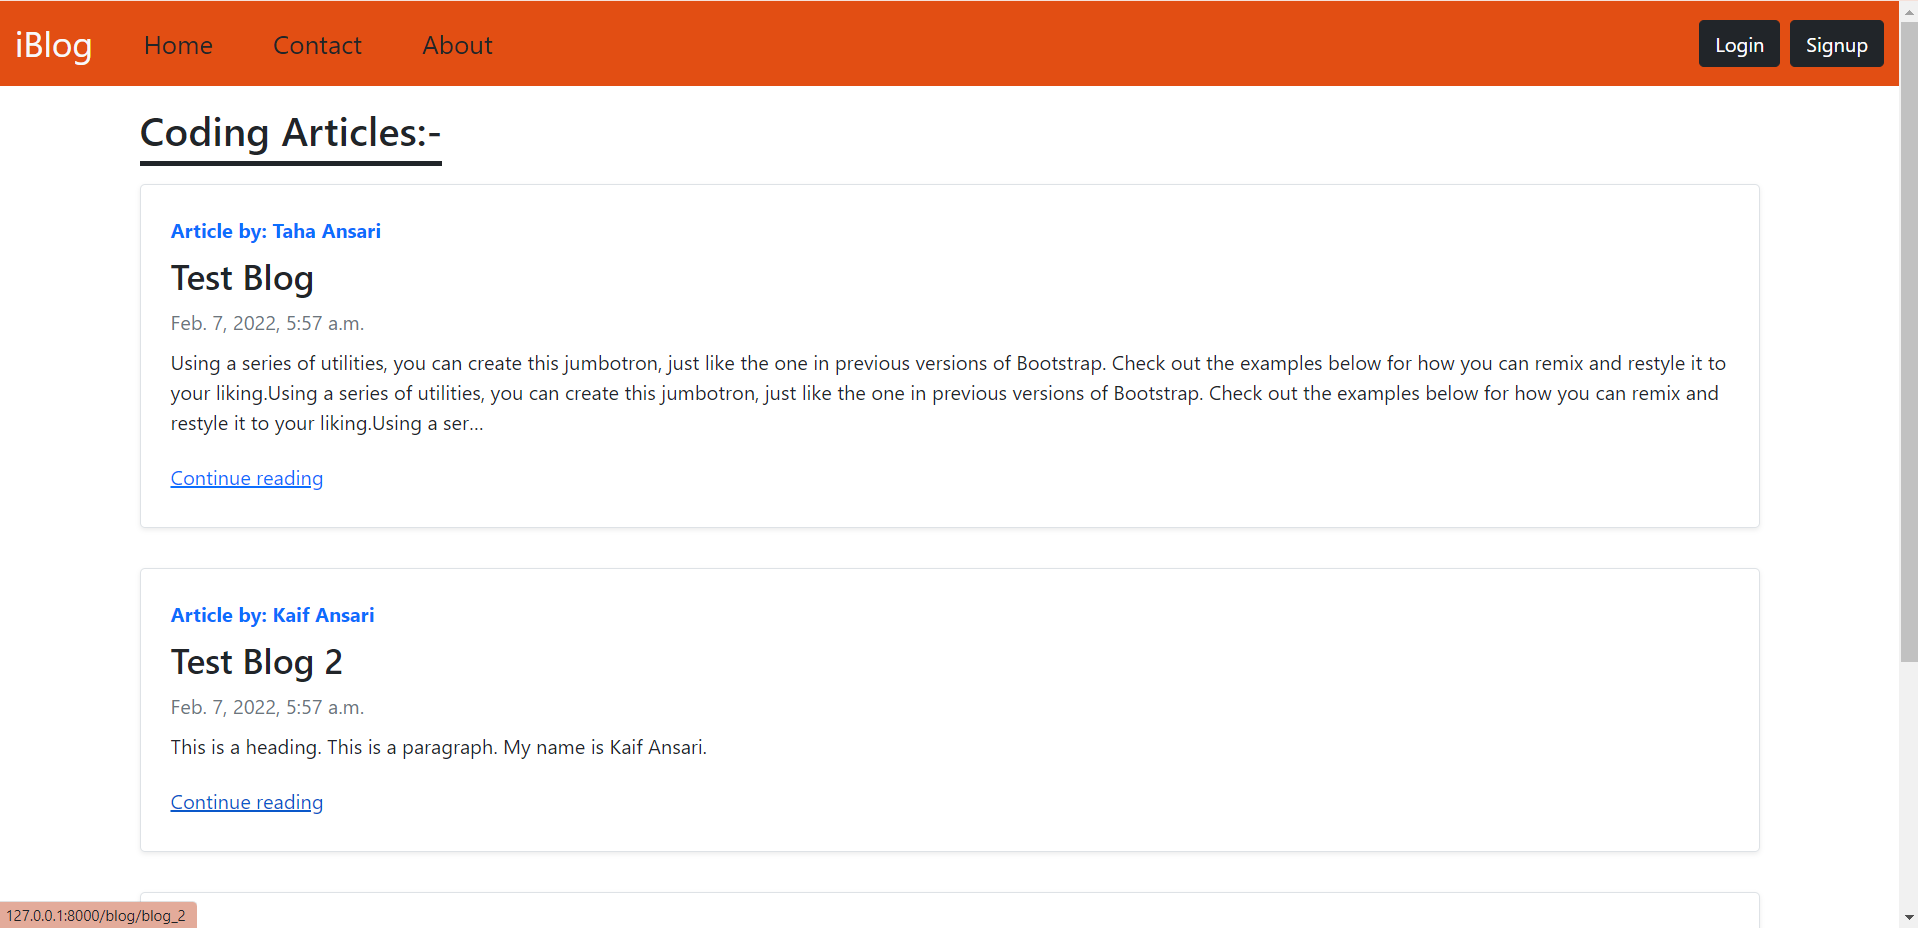 iBlog Home Contact About Login Signup
Coding Articles:-
Article by: Taha Ansari
Test Blog
Feb. 7, 2022, 5:57 a.m.
Using a series of utilities, you can create this jumbotron, just like the one in previous versions of Bootstrap. Check out the examples below for how you can remix and restyle it to
your liking.Using a series of utilities, you can create this jumbotron, just like the one in previous versions of Bootstrap. Check out the examples below for how you can remix and
restyle it to your liking.Using a ser…
Continue reading
Article by: Kaif Ansari
Test Blog 2
Feb. 7, 2022, 5:57 a.m.
This is a heading. This is a paragraph. My name is Kaif Ansari.
Continue reading
127.0.0.1:8000/blog/blog_2